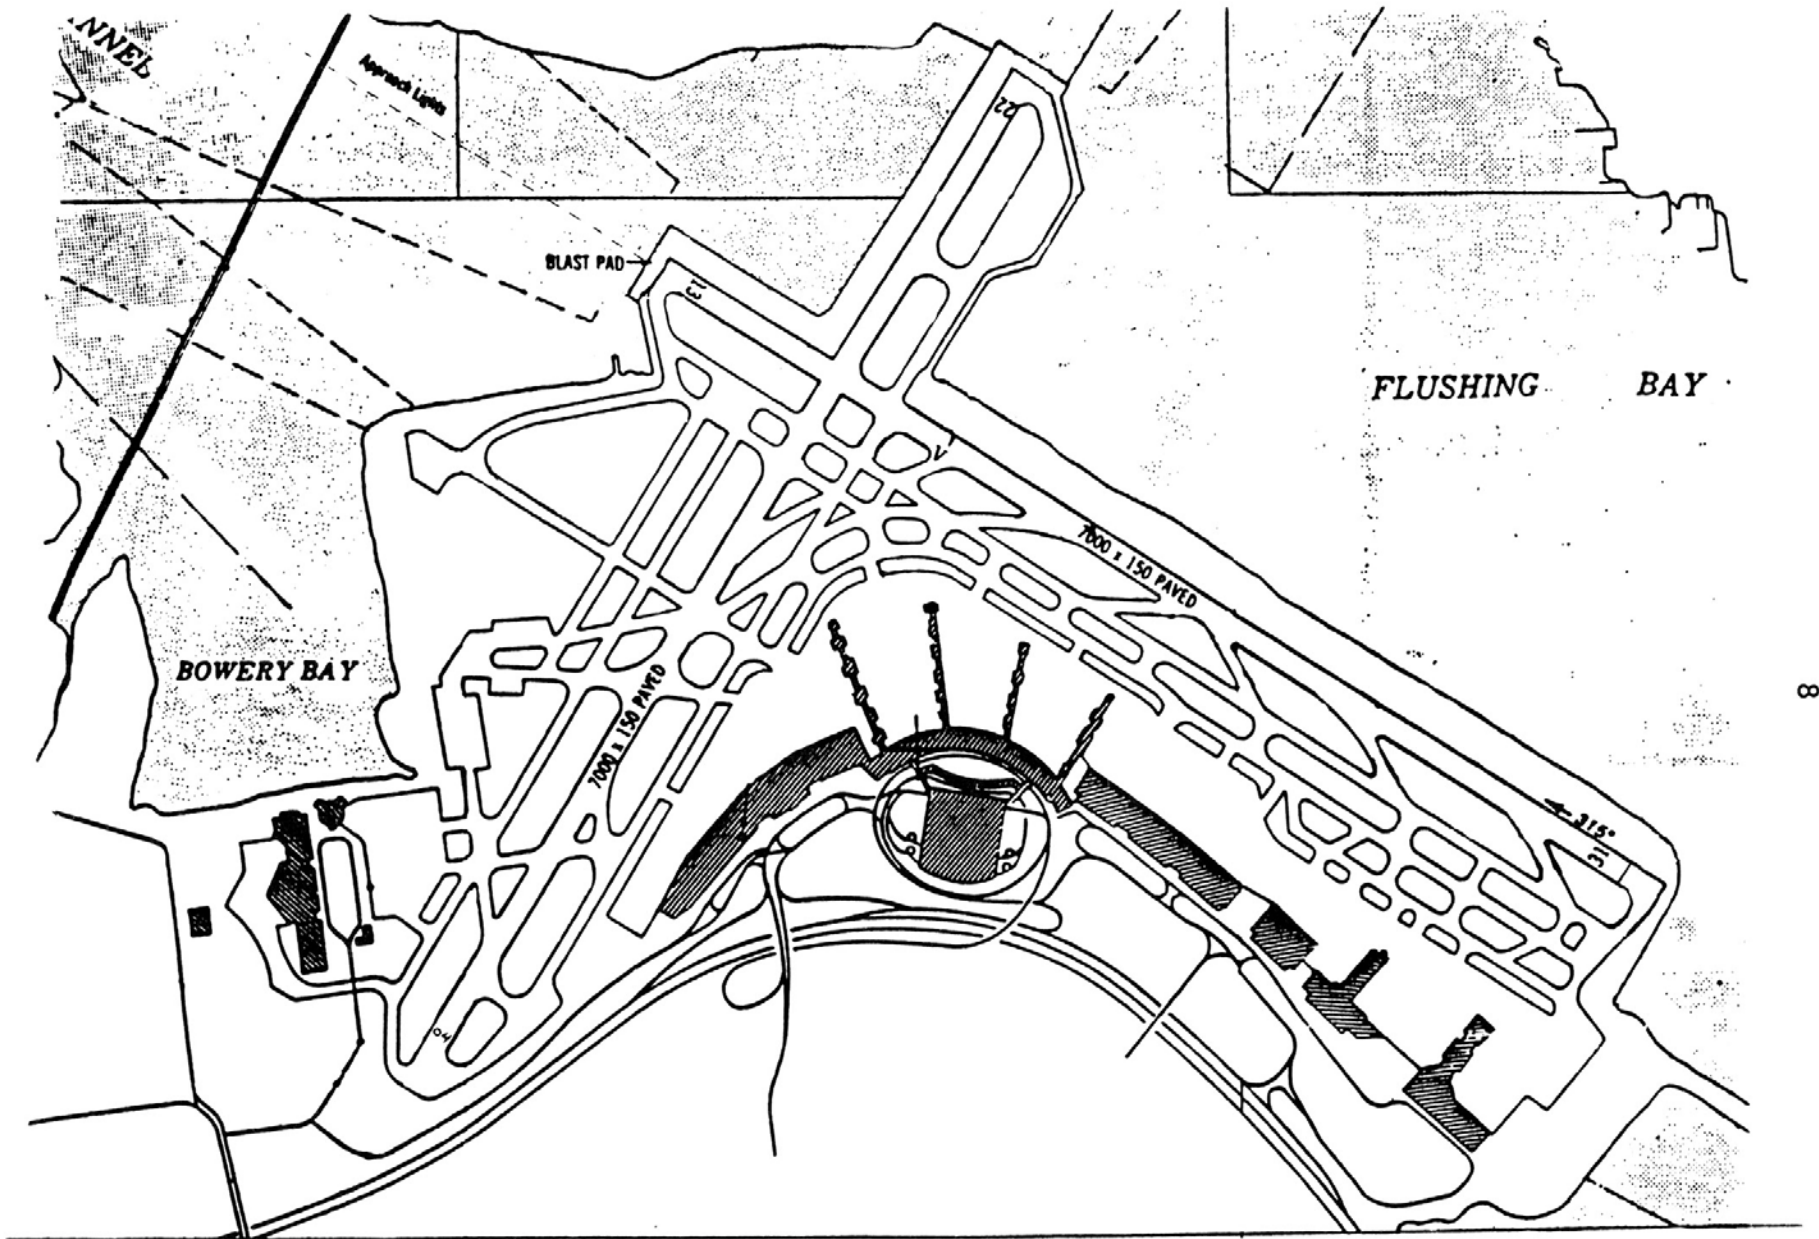 NNEL
Approach Lights
22
BLAST PAD
13
FLUSHING BAY
V
7000 x 150 PAVED
BOWERY BAY
7000 x 150 PAVED
8
315°
31
04